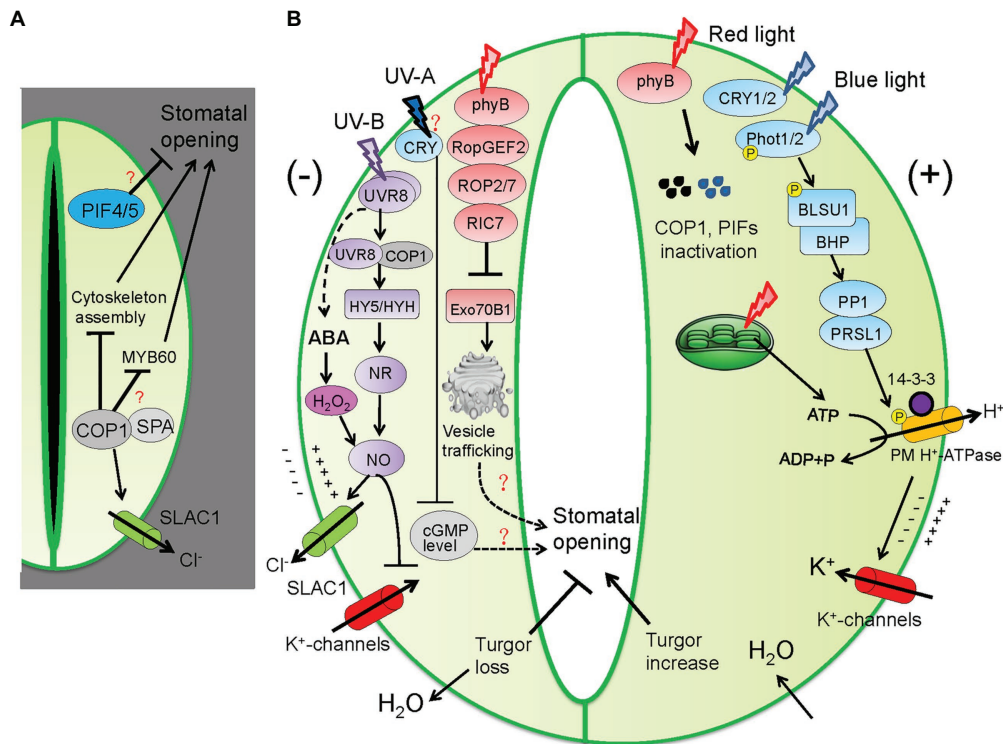 A
Stomatal
opening
?
PIF4/5
Cytoskeleton
assembly
MYB60
?
COP1
SPA
SLAC1
Cl-
B
(-)
UV-B
UV-A
?
CRY
UVR8
UVR8
COP1
HY5/HYH
ABA
H2O2
NR
NO
- - - - -
+ + + + +
Cl-
SLAC1
K+-channels
phyB
RopGEF2
ROP2/7
RIC7
Exo70B1
Vesicle
trafficking
?
cGMP
level
?
Stomatal
opening
Turgor
loss
H2O
Turgor
increase
Red light
phyB
Blue light
CRY1/2
Phot1/2
P
(+)
COP1, PIFs
inactivation
P
BLSU1
BHP
PP1
PRSL1
14-3-3
P
H+
ATP
ADP+P
PM H+-ATPase
- - - - -
+ + + + +
K+
K+-channels
H2O